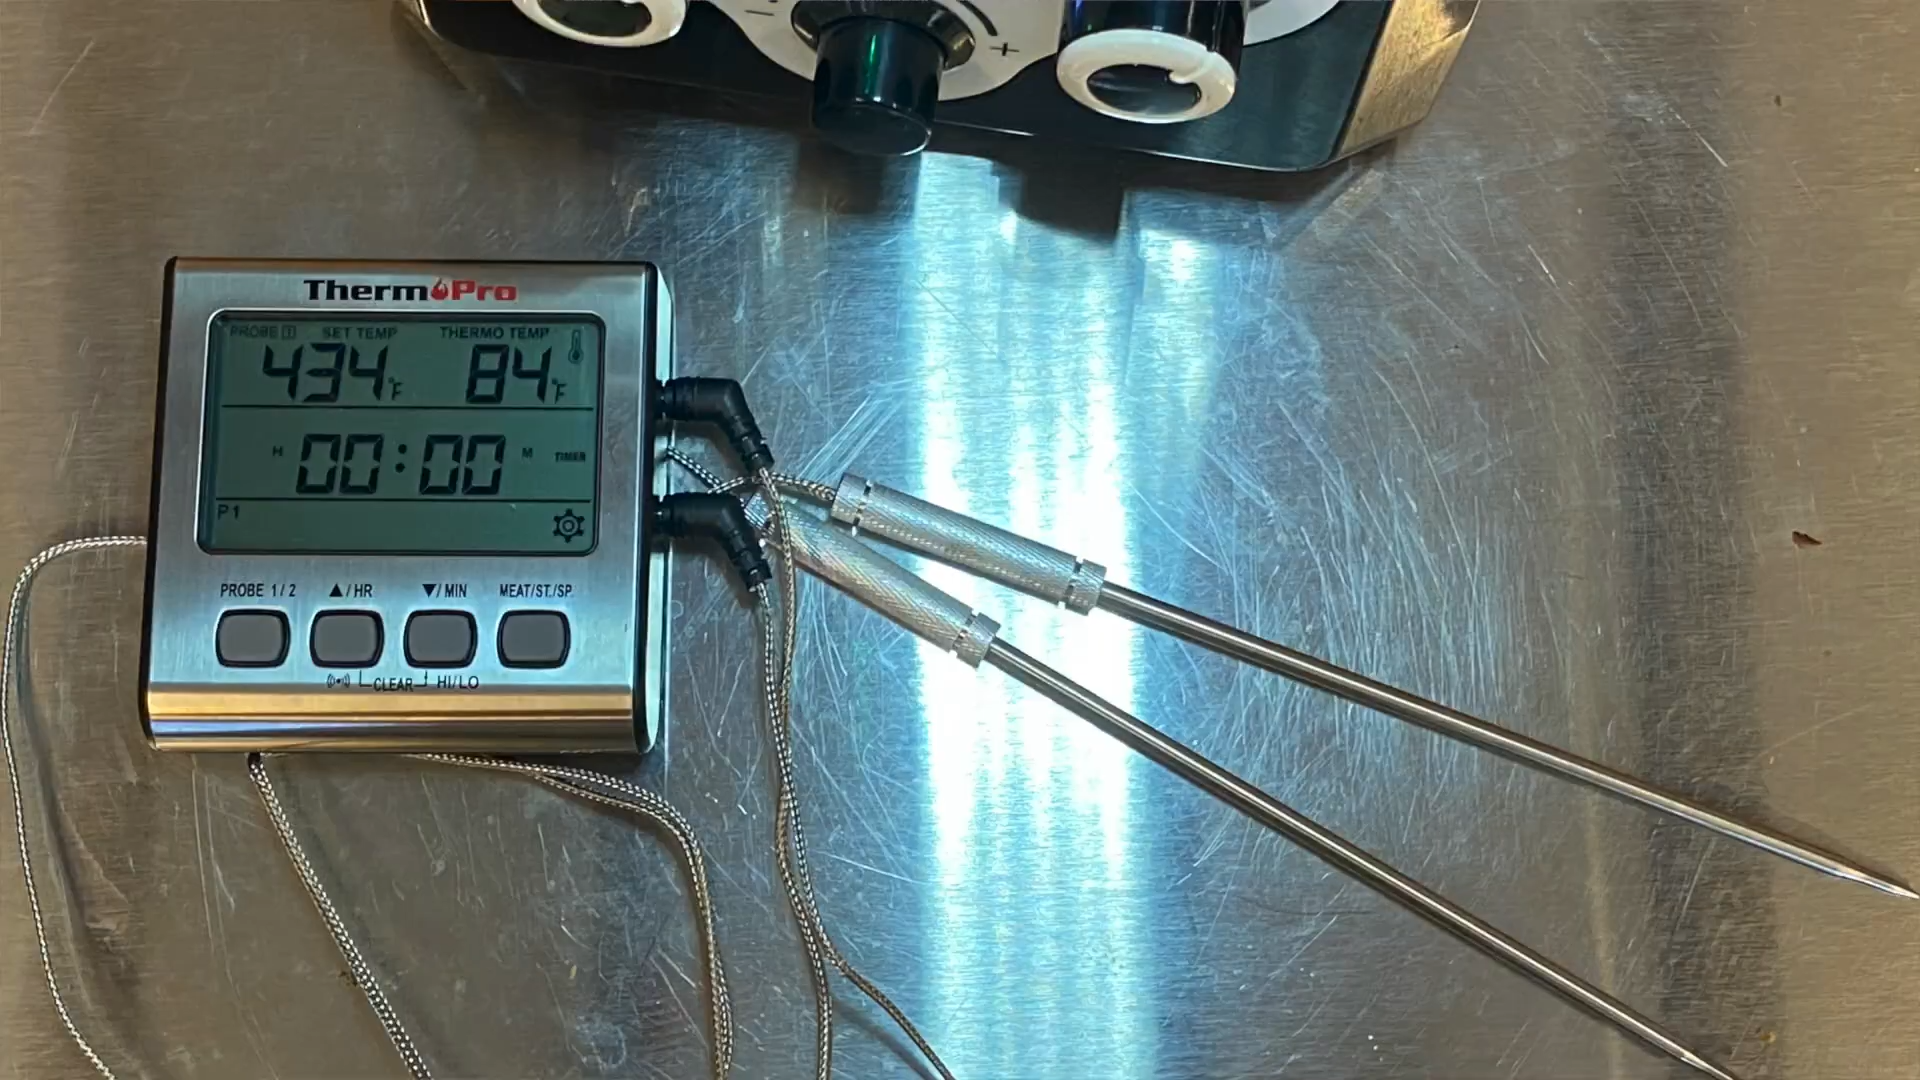 − +
ThermPro
PROBE 1 SET TEMP THERMO TEMP
434°F 84°F
H 00:00 M TIMER
P1
PROBE 1/2 ▲/HR ▼/MIN MEAT/ST./SP.
CLEAR HI/LO